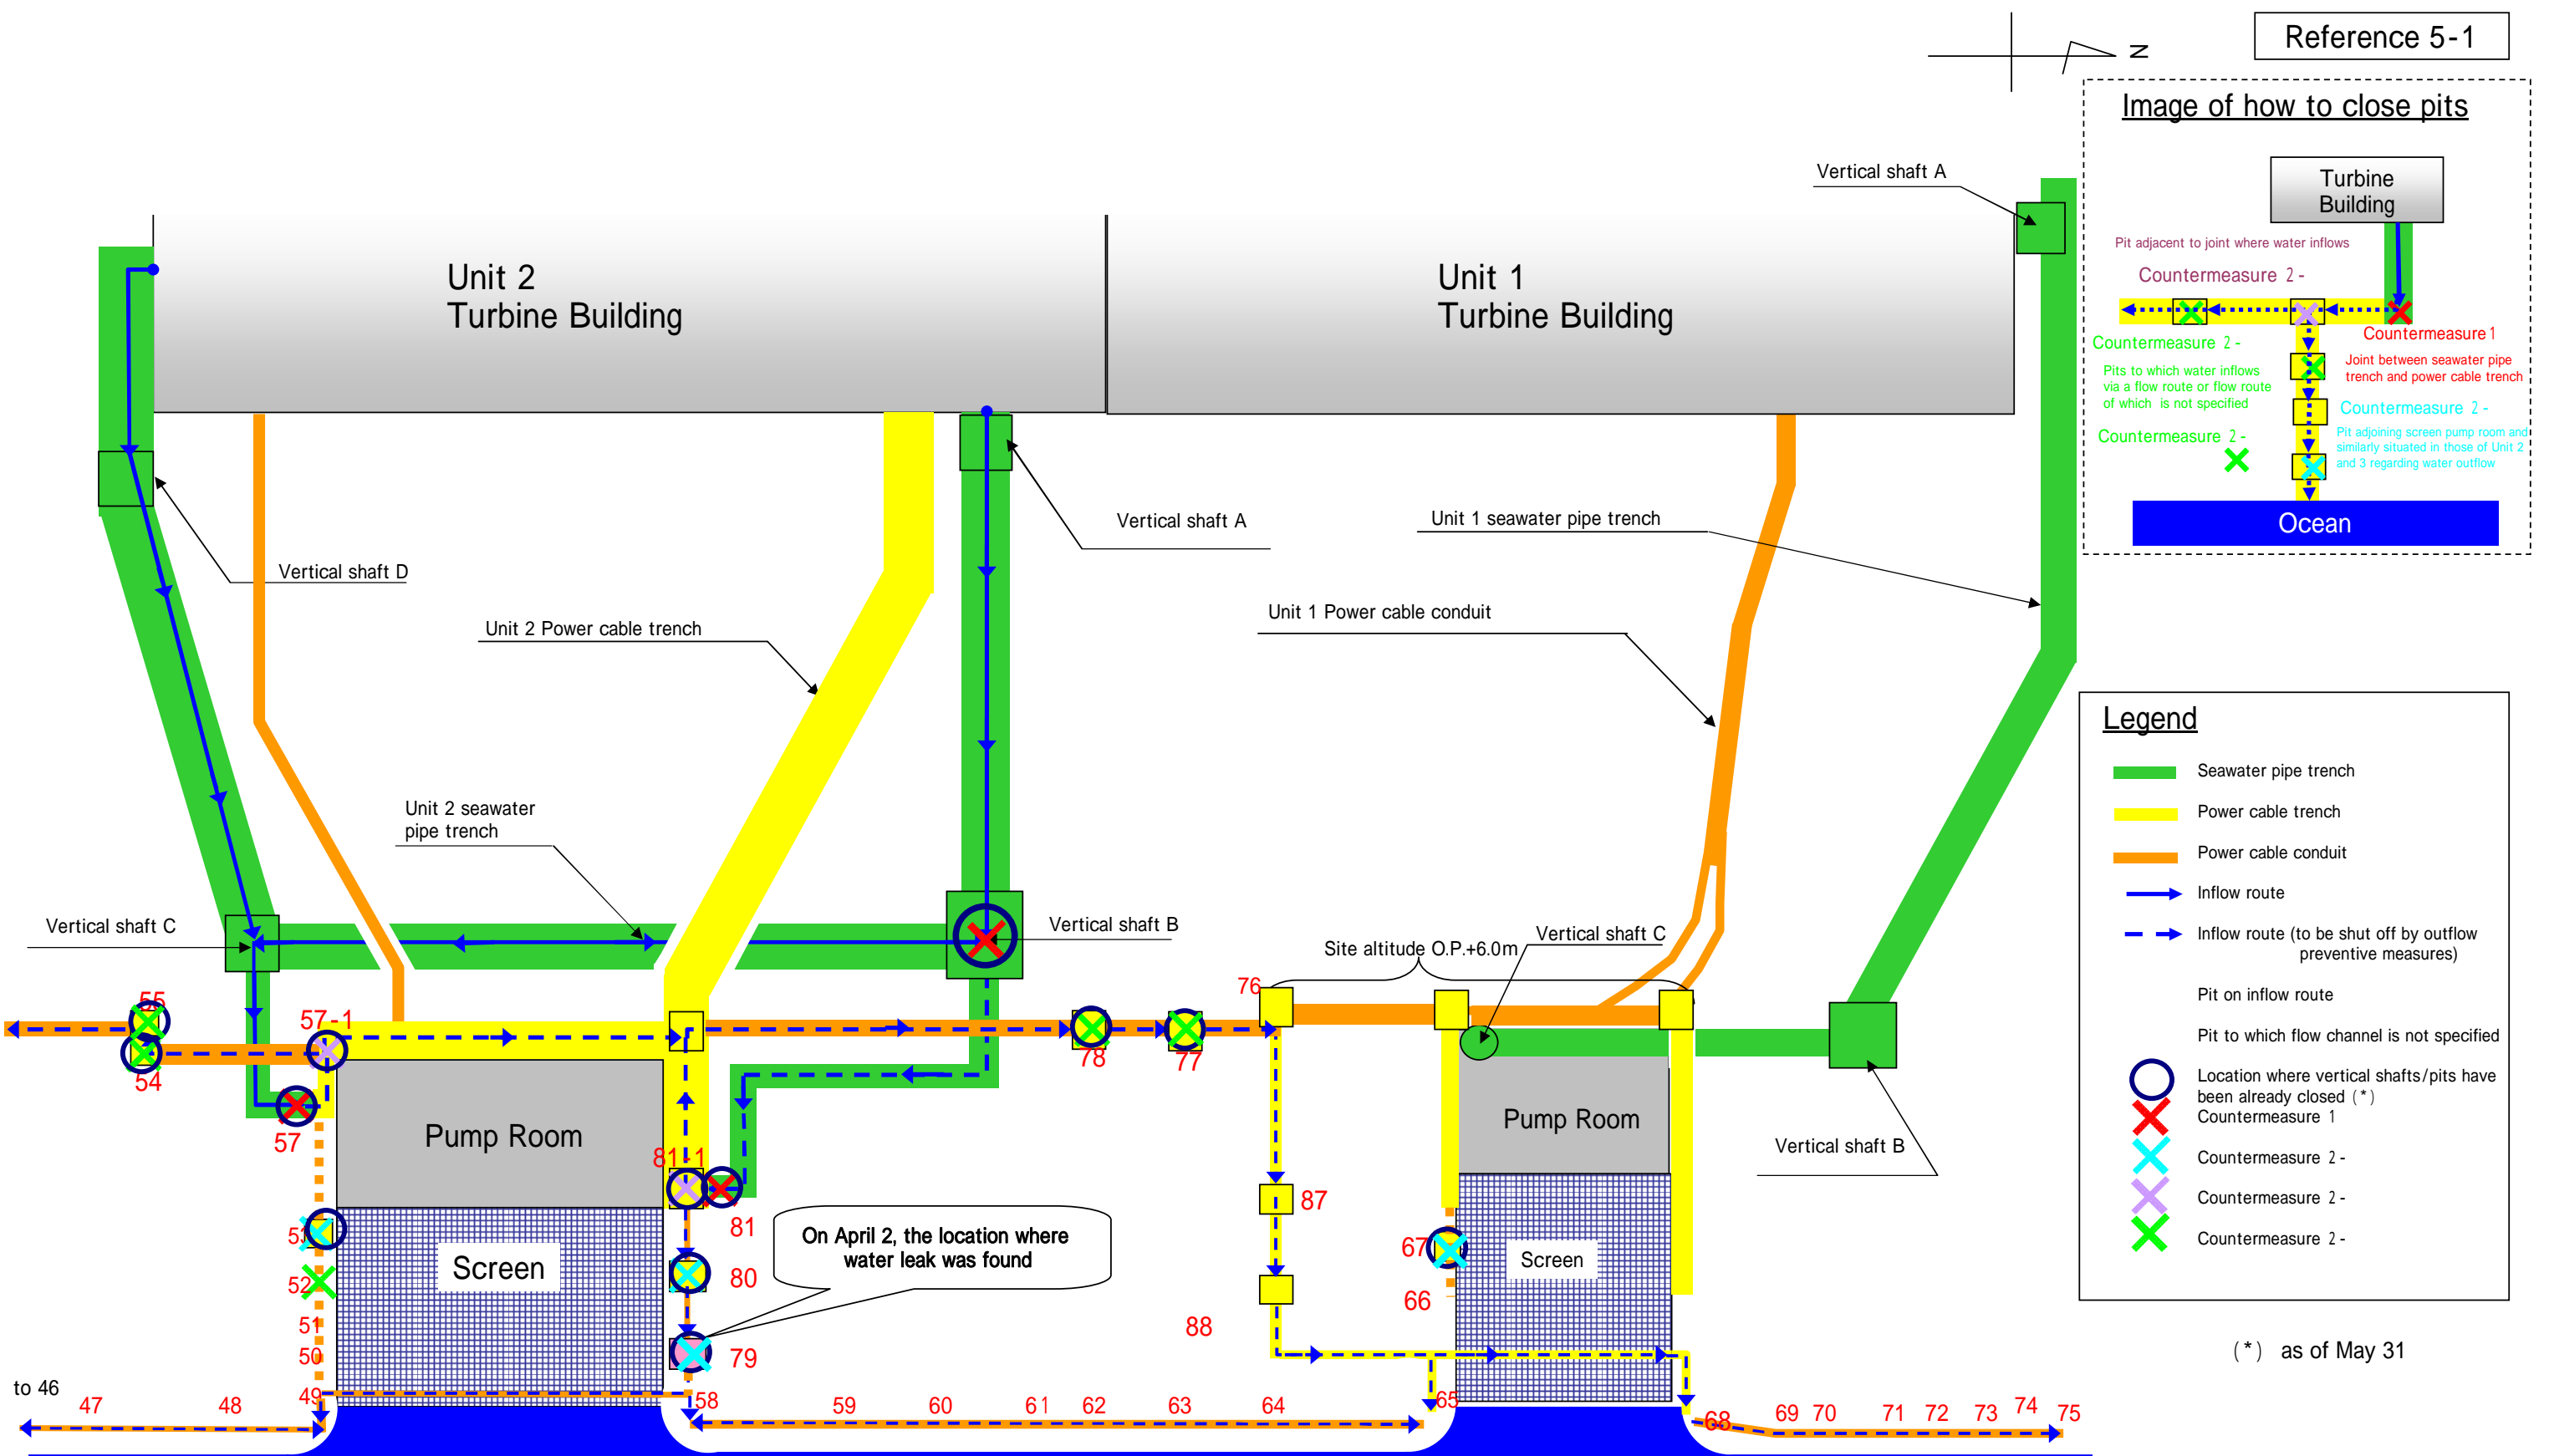 Reference 5-1
N
Image of how to close pits
Turbine
Building
Pit adjacent to joint where water inflows
Countermeasure 2 -
Countermeasure 2 -
Countermeasure 1
Pits to which water inflows
via a flow route or flow route
of which is not specified
Joint between seawater pipe
trench and power cable trench
Countermeasure 2 -
Countermeasure 2 -
Pit adjoining screen pump room and
similarly situated in those of Unit 2
and 3 regarding water outflow
Ocean
Vertical shaft A
Unit 2
Turbine Building
Unit 1
Turbine Building
Vertical shaft A
Unit 1 seawater pipe trench
Vertical shaft D
Unit 1 Power cable conduit
Unit 2 Power cable trench
Unit 2 seawater
pipe trench
Vertical shaft C
Vertical shaft B
Vertical shaft C
Site altitude O.P.+6.0m
Vertical shaft B
Legend
Seawater pipe trench
Power cable trench
Power cable conduit
Inflow route
Inflow route (to be shut off by outflow
preventive measures)
Pit on inflow route
Pit to which flow channel is not specified
Location where vertical shafts/pits have
been already closed (*)
Countermeasure 1
Countermeasure 2 -
Countermeasure 2 -
Countermeasure 2 -
(*) as of May 31
76
55
57-1
54
78
77
57
Pump Room
Pump Room
81-1
81
87
On April 2, the location where
water leak was found
53
Screen
80
67
Screen
52
66
51
88
50
79
to 46
49
47
48
58
59
60
61
62
63
64
65
68
69
70
71
72
73
74
75